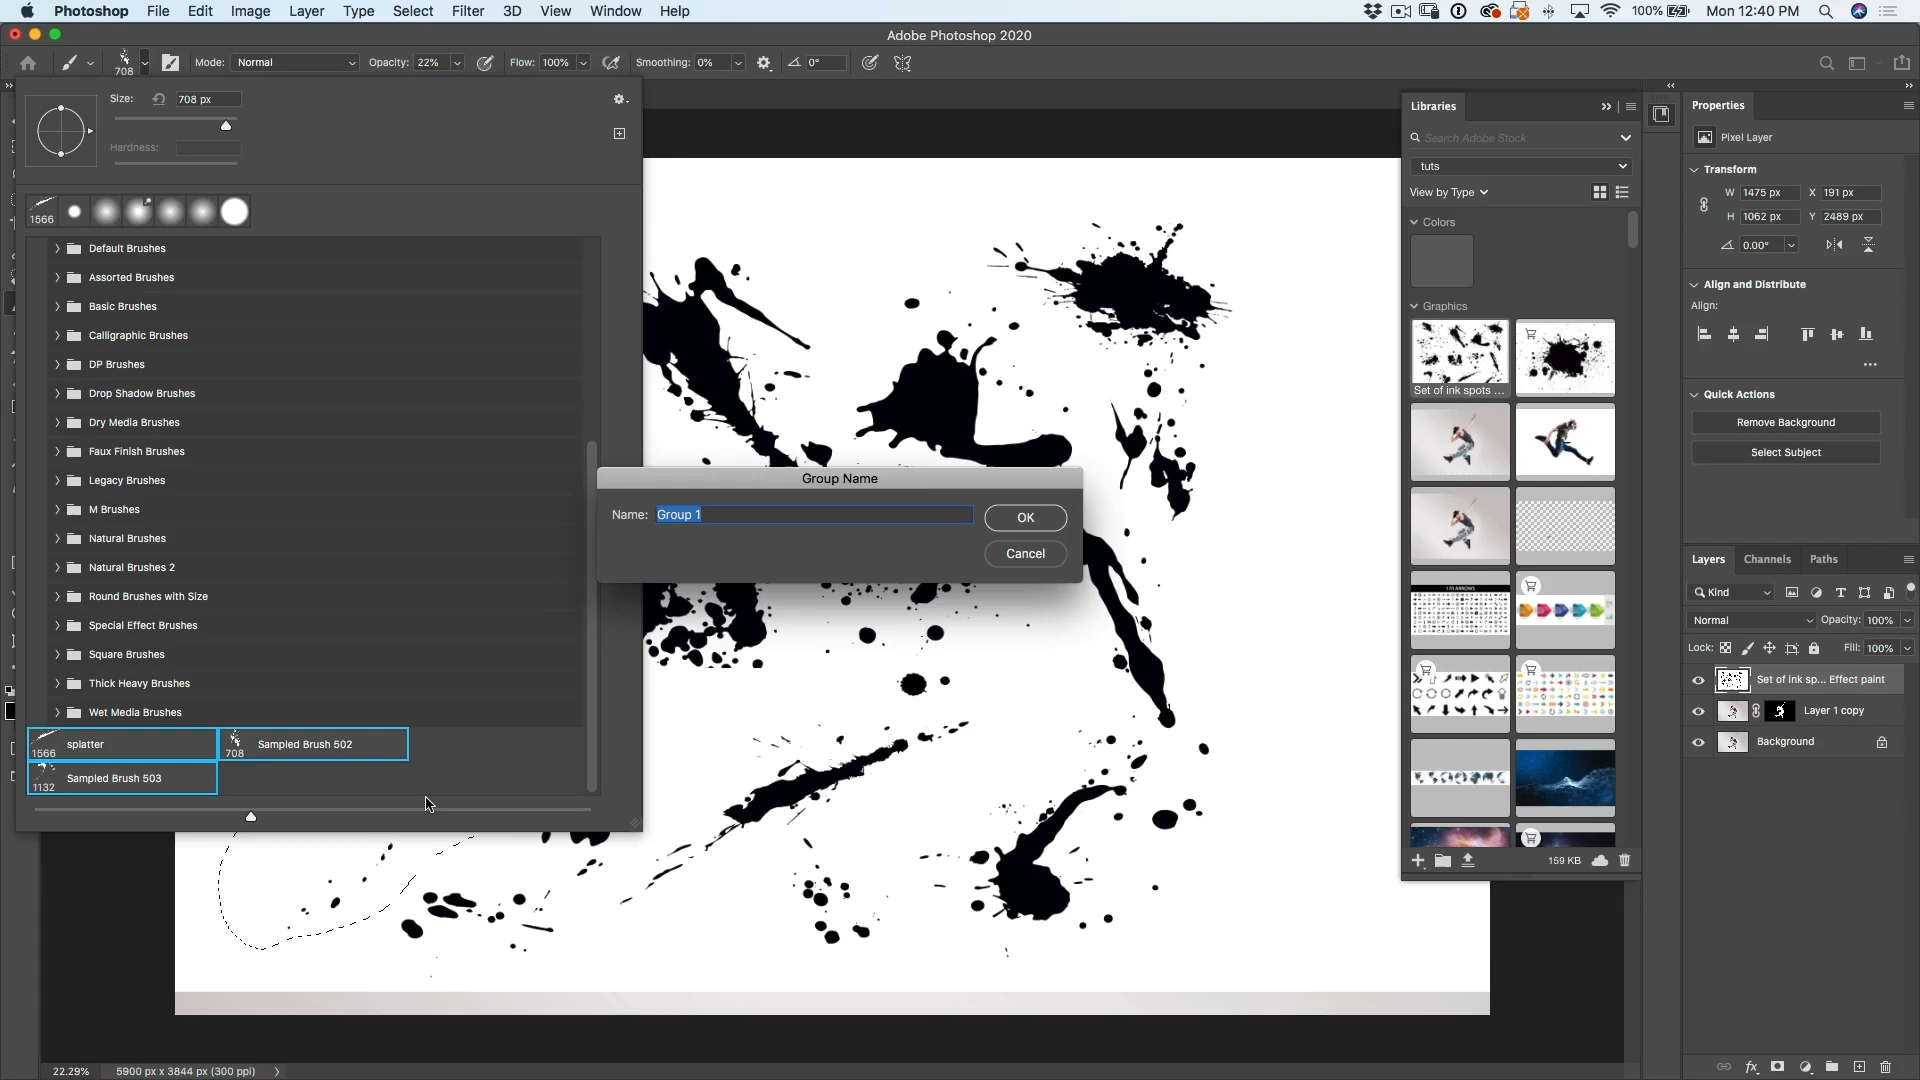 Photoshop File Edit Image Layer Type Select Filter 3D View Window Help
100% Mon 12:40 PM
Adobe Photoshop 2020
708 Mode: Normal Opacity: 22% Flow: 100% Smoothing: 0% 0°
Size: 708 px
Hardness:
1566
Default Brushes
Assorted Brushes
Basic Brushes
Calligraphic Brushes
DP Brushes
Drop Shadow Brushes
Dry Media Brushes
Faux Finish Brushes
Legacy Brushes
M Brushes
Natural Brushes
Natural Brushes 2
Round Brushes with Size
Special Effect Brushes
Square Brushes
Thick Heavy Brushes
Wet Media Brushes
1566 splatter
708 Sampled Brush 502
1132 Sampled Brush 503
Group Name
Name: Group 1
OK
Cancel
Libraries
Search Adobe Stock
tuts
View by Type
Colors
Graphics
Set of ink spots ...
170 ARROWS
159 KB
Properties
Pixel Layer
Transform
W 1475 px X 191 px
H 1062 px Y 2489 px
0.00°
Align and Distribute
Align:
Quick Actions
Remove Background
Select Subject
Layers Channels Paths
Kind
Normal Opacity: 100%
Lock: Fill: 100%
Set of ink sp... Effect paint
Layer 1 copy
Background
22.29% 5900 px x 3844 px (300 ppi)